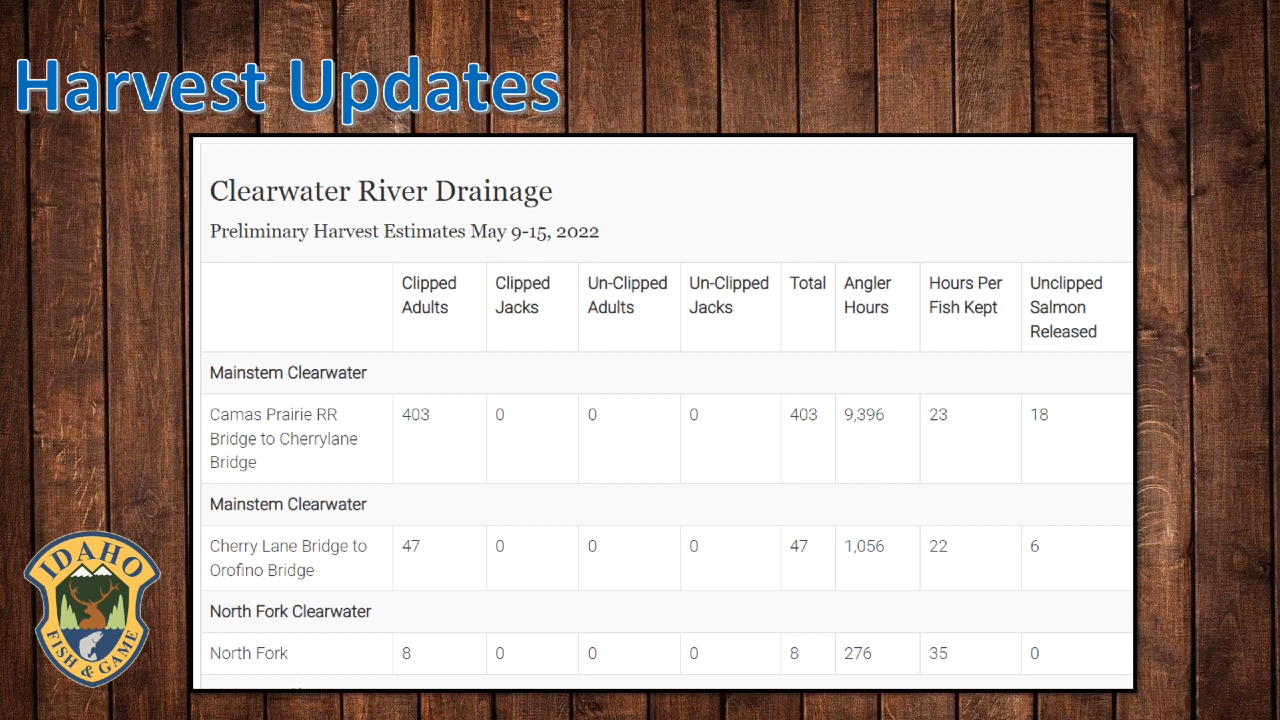 Harvest Updates
Clearwater River Drainage
Preliminary Harvest Estimates May 9-15, 2022
Clipped Adults Clipped Jacks Un-Clipped Adults Un-Clipped Jacks Total Angler Hours Hours Per Fish Kept Unclipped Salmon Released
Mainstem Clearwater
Camas Prairie RR Bridge to Cherrylane Bridge 403 0 0 0 403 9,396 23 18
Mainstem Clearwater
Cherry Lane Bridge to Orofino Bridge 47 0 0 0 47 1,056 22 6
North Fork Clearwater
North Fork 8 0 0 0 8 276 35 0
IDAHO
FISH & GAME